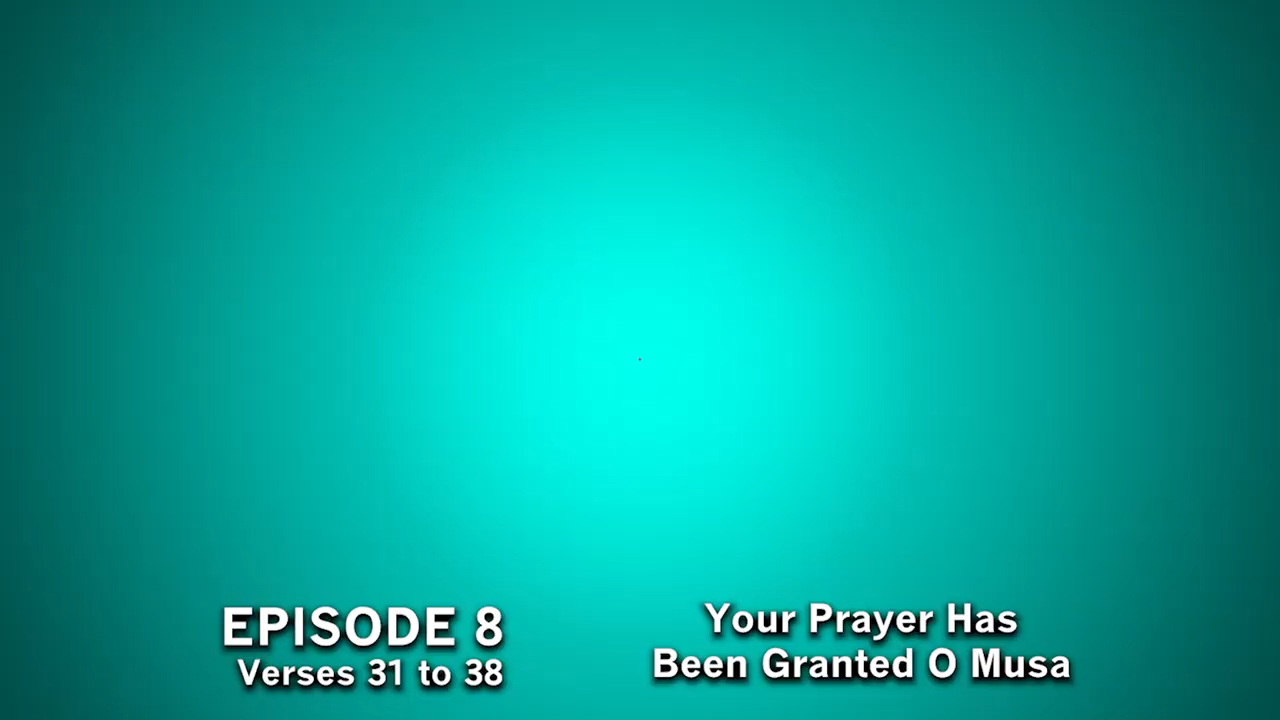 EPISODE 8
Verses 31 to 38
Your Prayer Has
Been Granted O Musa